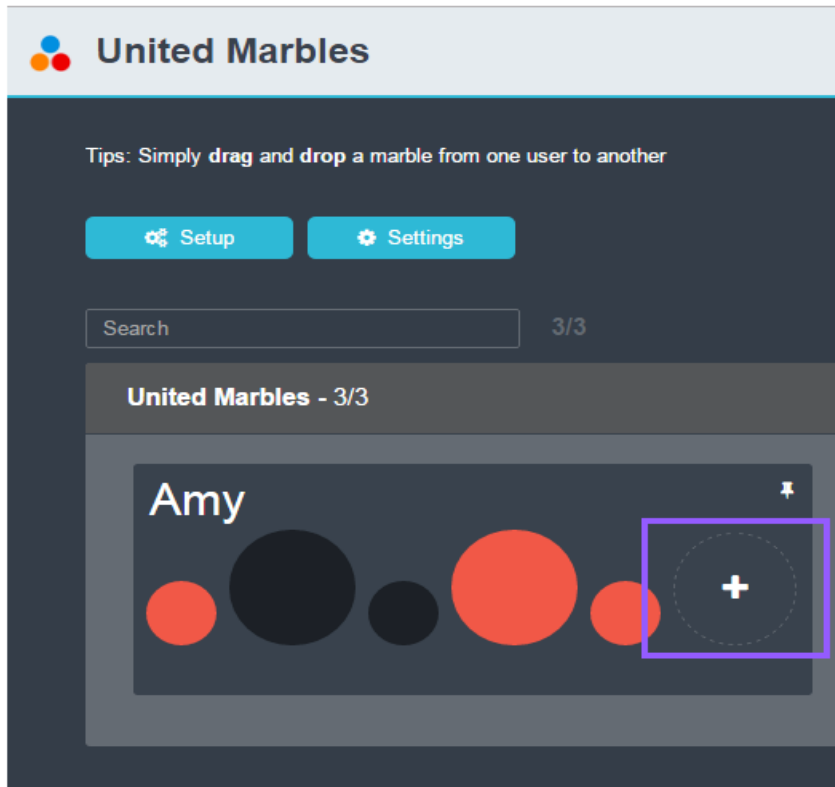 United Marbles
Tips: Simply drag and drop a marble from one user to another
Setup Settings
Search 3/3
United Marbles - 3/3
Amy